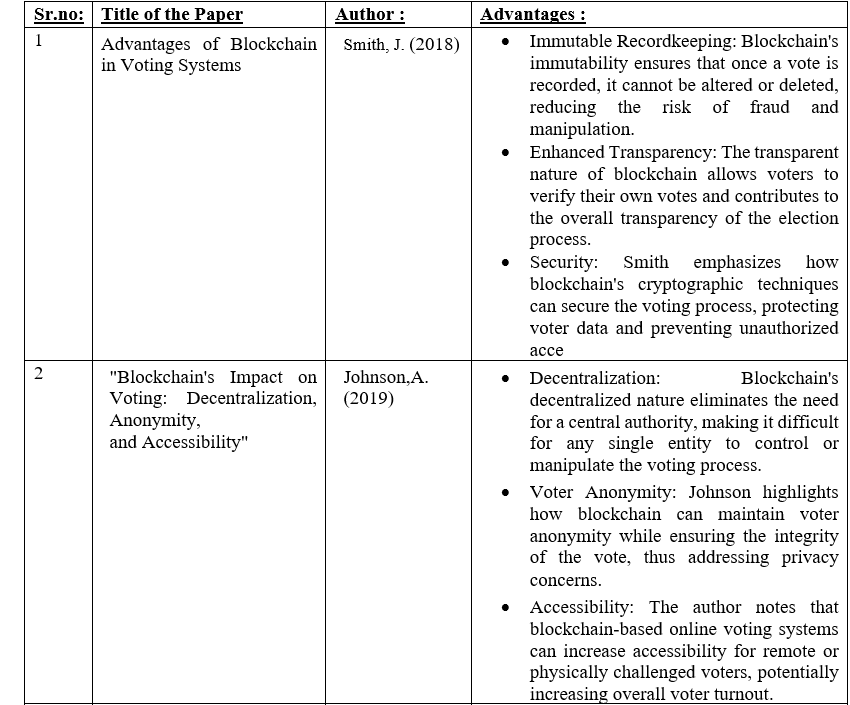 Sr.no: Title of the Paper Author : Advantages :
1
Advantages of Blockchain
in Voting Systems
Smith, J. (2018)
• Immutable Recordkeeping: Blockchain's
immutability ensures that once a vote is
recorded, it cannot be altered or deleted,
reducing the risk of fraud and
manipulation.
• Enhanced Transparency: The transparent
nature of blockchain allows voters to
verify their own votes and contributes to
the overall transparency of the election
process.
• Security: Smith emphasizes how
blockchain's cryptographic techniques
can secure the voting process, protecting
voter data and preventing unauthorized
acce
2
"Blockchain's Impact on
Voting: Decentralization,
Anonymity,
and Accessibility"
Johnson,A.
(2019)
• Decentralization: Blockchain's
decentralized nature eliminates the need
for a central authority, making it difficult
for any single entity to control or
manipulate the voting process.
• Voter Anonymity: Johnson highlights
how blockchain can maintain voter
anonymity while ensuring the integrity
of the vote, thus addressing privacy
concerns.
• Accessibility: The author notes that
blockchain-based online voting systems
can increase accessibility for remote or
physically challenged voters, potentially
increasing overall voter turnout.